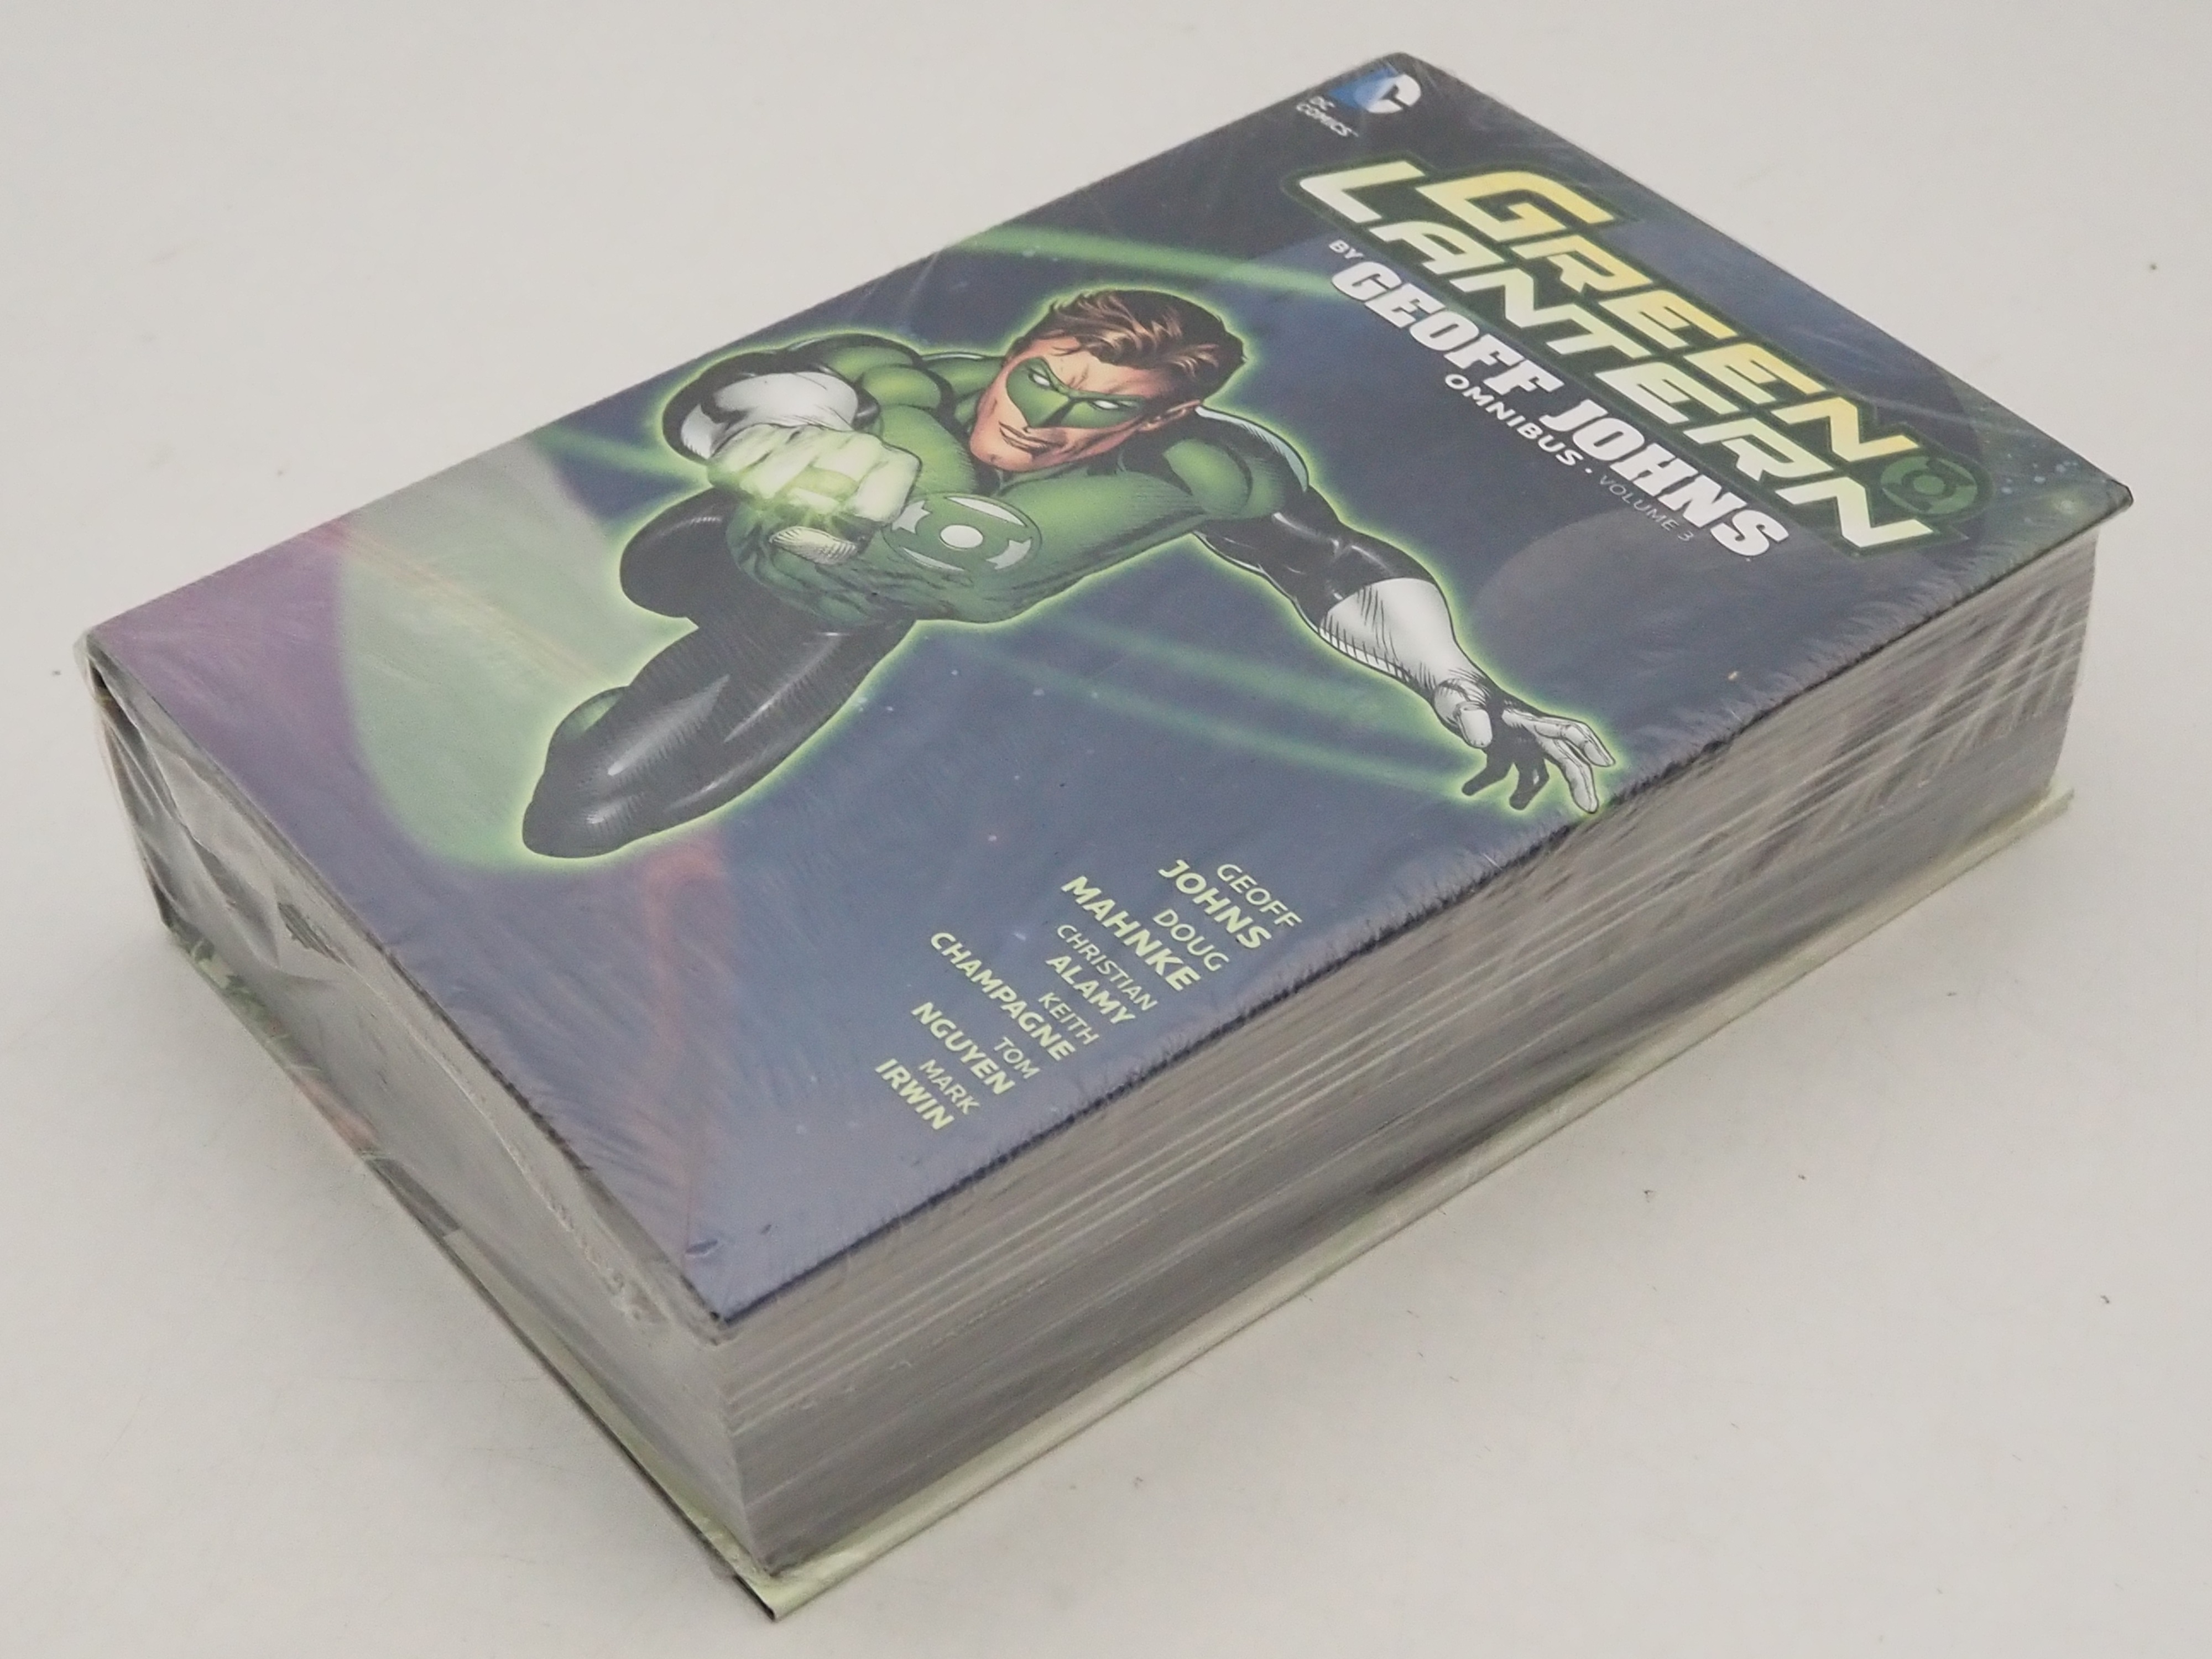 DC
COMICS™
GREEN
LANTERN
BY
GEOFF JOHNS
OMNIBUS · VOLUME 3
GEOFF
JOHNS
DOUG
MAHNKE
CHRISTIAN
ALAMY
KEITH
CHAMPAGNE
TOM
NGUYEN
MARK
IRWIN